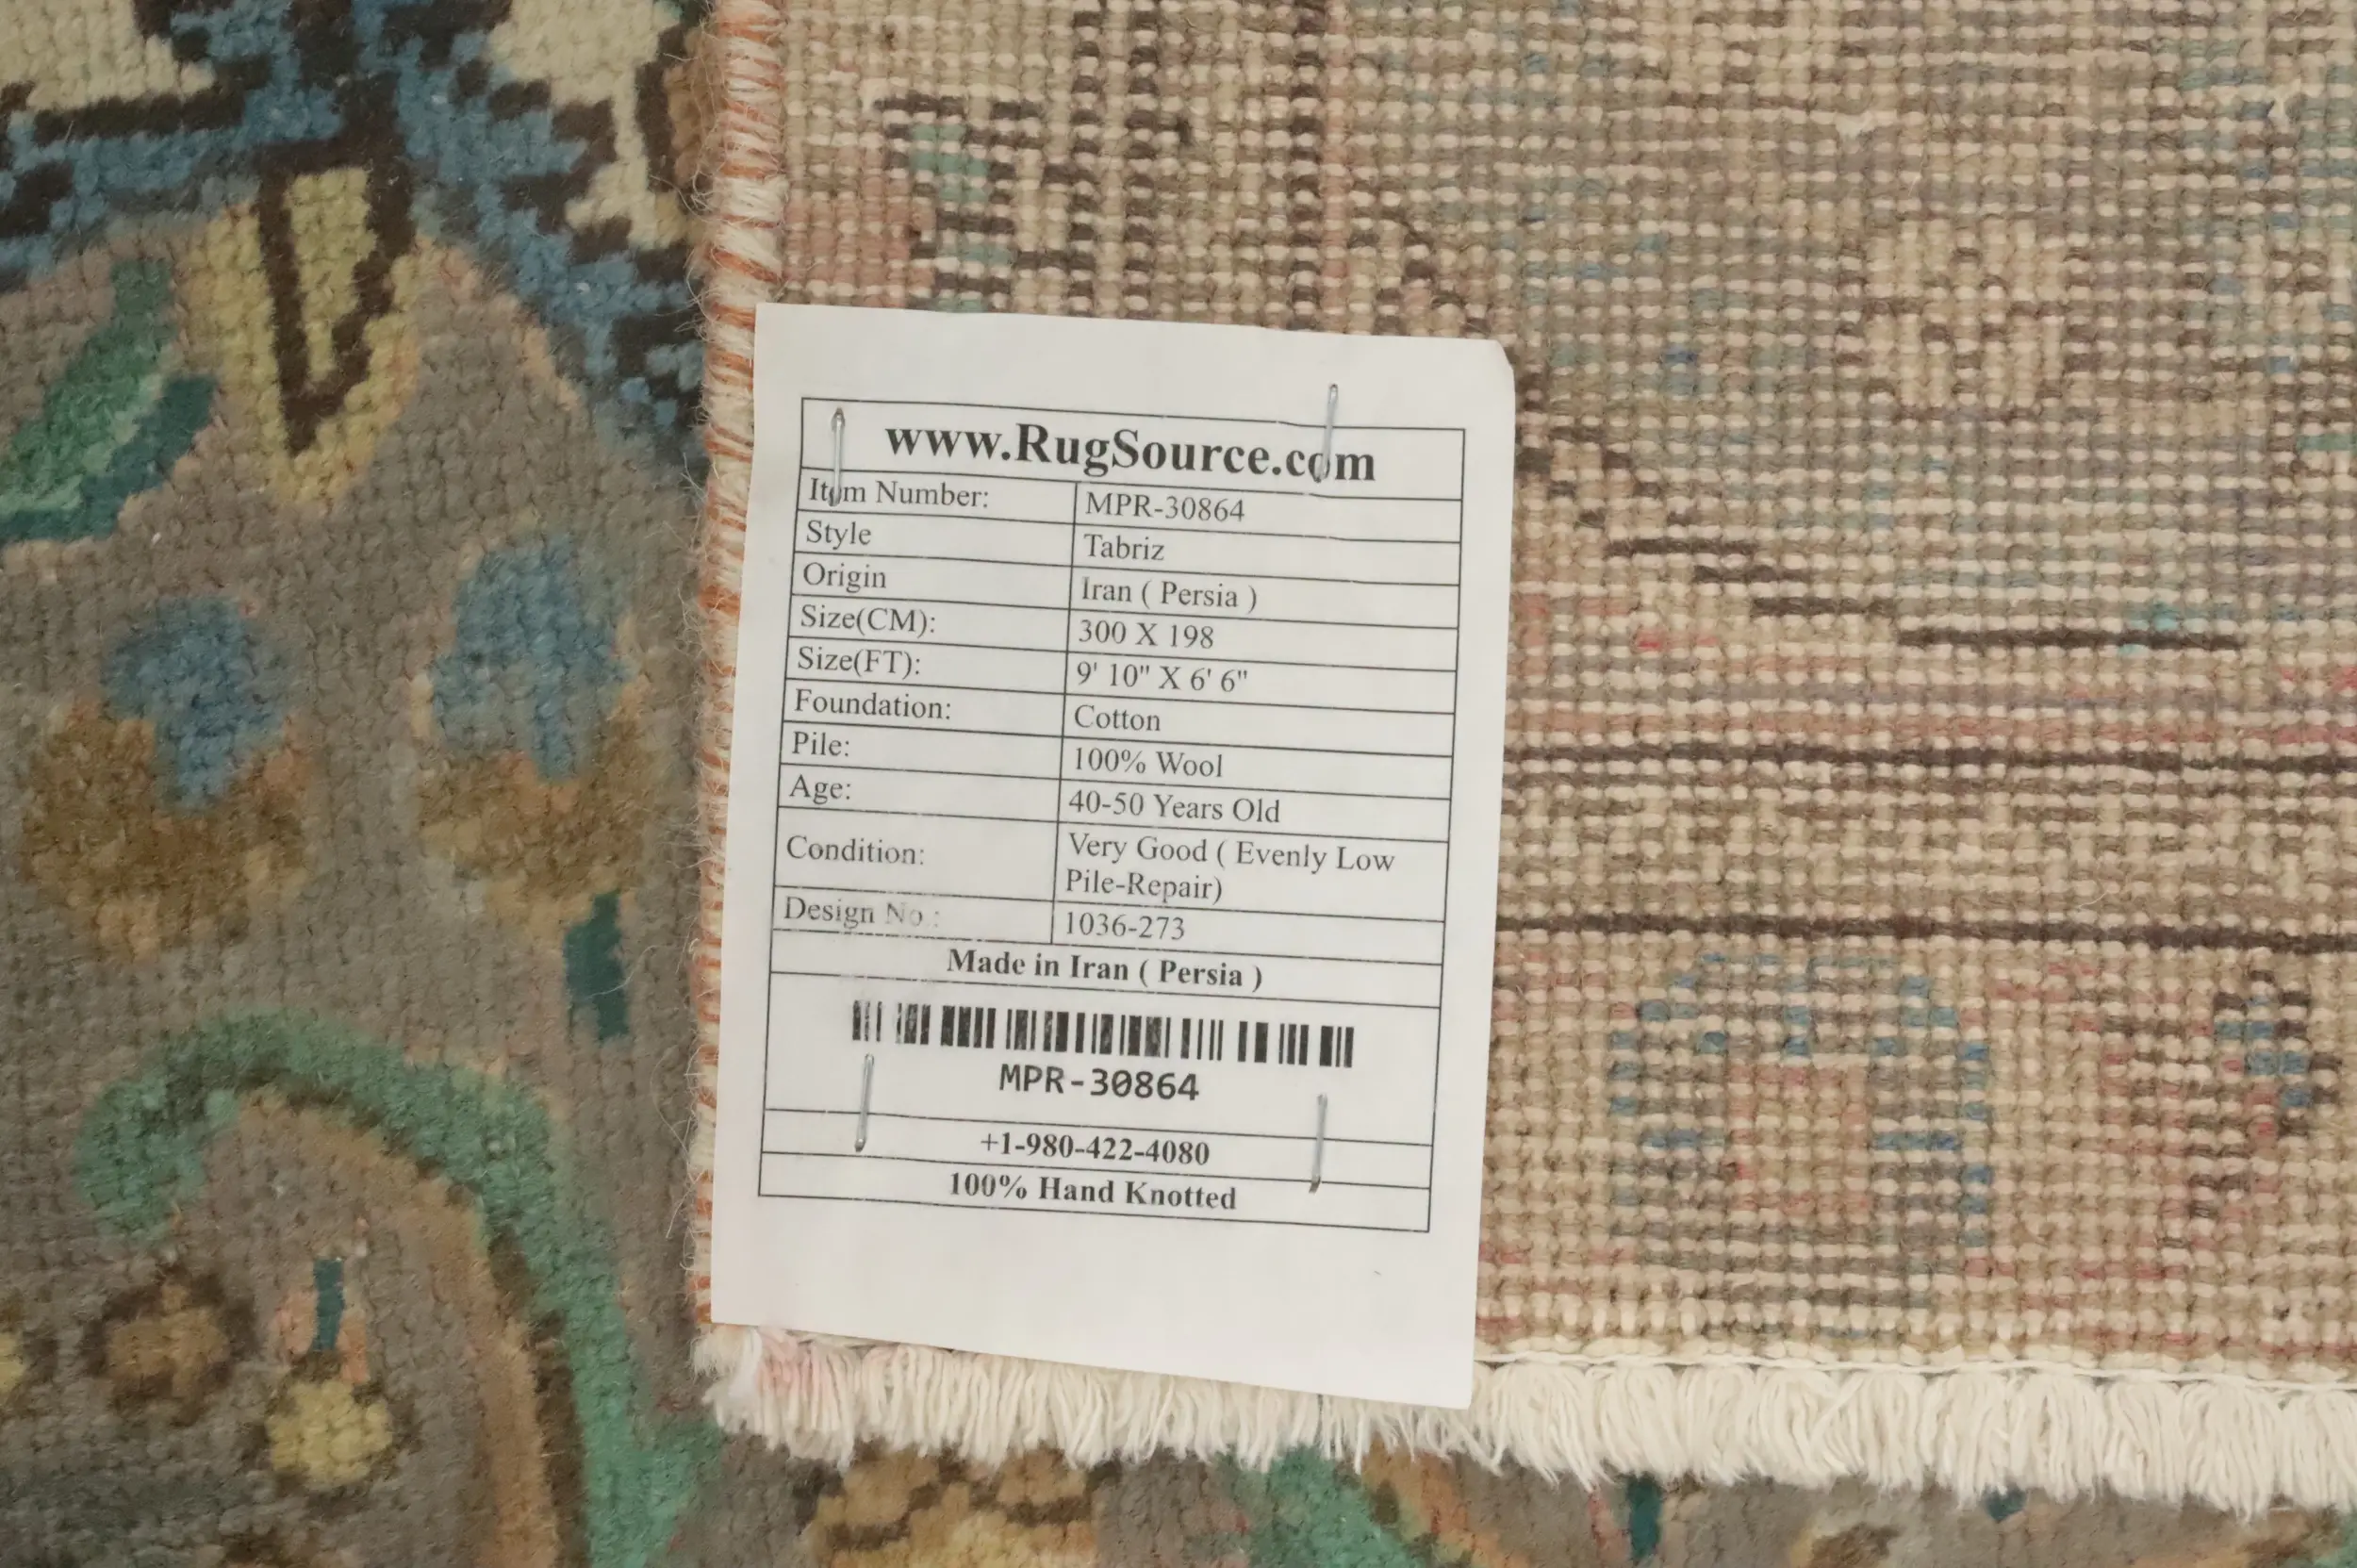 www.RugSource.com
Item Number: MPR-30864
Style Tabriz
Origin Iran ( Persia )
Size(CM): 300 X 198
Size(FT): 9' 10" X 6' 6"
Foundation: Cotton
Pile: 100% Wool
Age: 40-50 Years Old
Condition: Very Good ( Evenly Low
Pile-Repair)
Design No.: 1036-273
Made in Iran ( Persia )
MPR-30864
+1-980-422-4080
100% Hand Knotted